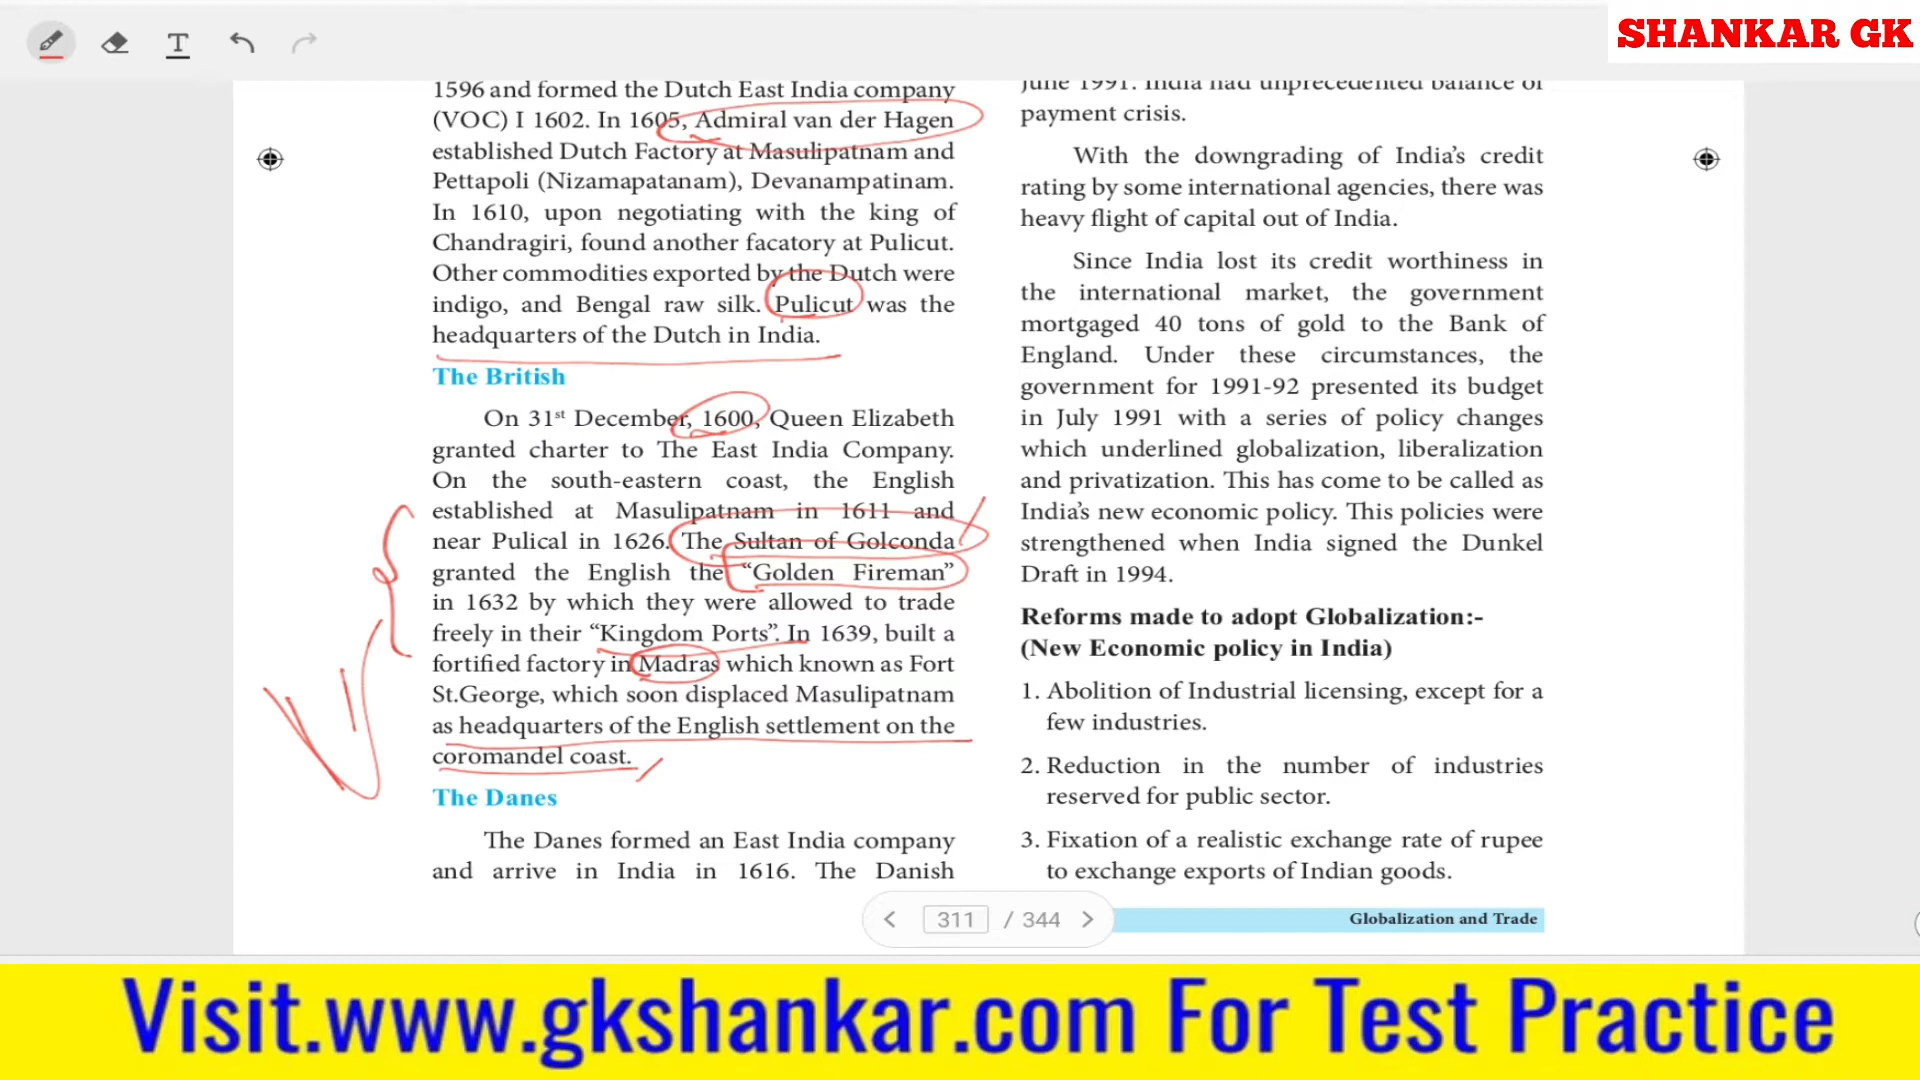 SHANKAR GK
1596 and formed the Dutch East India company
(VOC) I 1602. In 1605, Admiral van der Hagen
established Dutch Factory at Masulipatnam and
Pettapoli (Nizamapatanam), Devanampatinam.
In 1610, upon negotiating with the king of
Chandragiri, found another facatory at Pulicut.
Other commodities exported by the Dutch were
indigo, and Bengal raw silk. Pulicut was the
headquarters of the Dutch in India.
The British
On 31st December, 1600, Queen Elizabeth
granted charter to The East India Company.
On the south-eastern coast, the English
established at Masulipatnam in 1611 and
near Pulical in 1626. The Sultan of Golconda
granted the English the “Golden Fireman”
in 1632 by which they were allowed to trade
freely in their “Kingdom Ports”. In 1639, built a
fortified factory in Madras which known as Fort
St.George, which soon displaced Masulipatnam
as headquarters of the English settlement on the
coromandel coast.
The Danes
The Danes formed an East India company
and arrive in India in 1616. The Danish
June 1991. India had unprecedented balance of
payment crisis.
With the downgrading of India’s credit
rating by some international agencies, there was
heavy flight of capital out of India.
Since India lost its credit worthiness in
the international market, the government
mortgaged 40 tons of gold to the Bank of
England. Under these circumstances, the
government for 1991-92 presented its budget
in July 1991 with a series of policy changes
which underlined globalization, liberalization
and privatization. This has come to be called as
India’s new economic policy. This policies were
strengthened when India signed the Dunkel
Draft in 1994.
Reforms made to adopt Globalization:-
(New Economic policy in India)
1. Abolition of Industrial licensing, except for a
few industries.
2. Reduction in the number of industries
reserved for public sector.
3. Fixation of a realistic exchange rate of rupee
to exchange exports of Indian goods.
311 / 344
Globalization and Trade
Visit.www.gkshankar.com For Test Practice